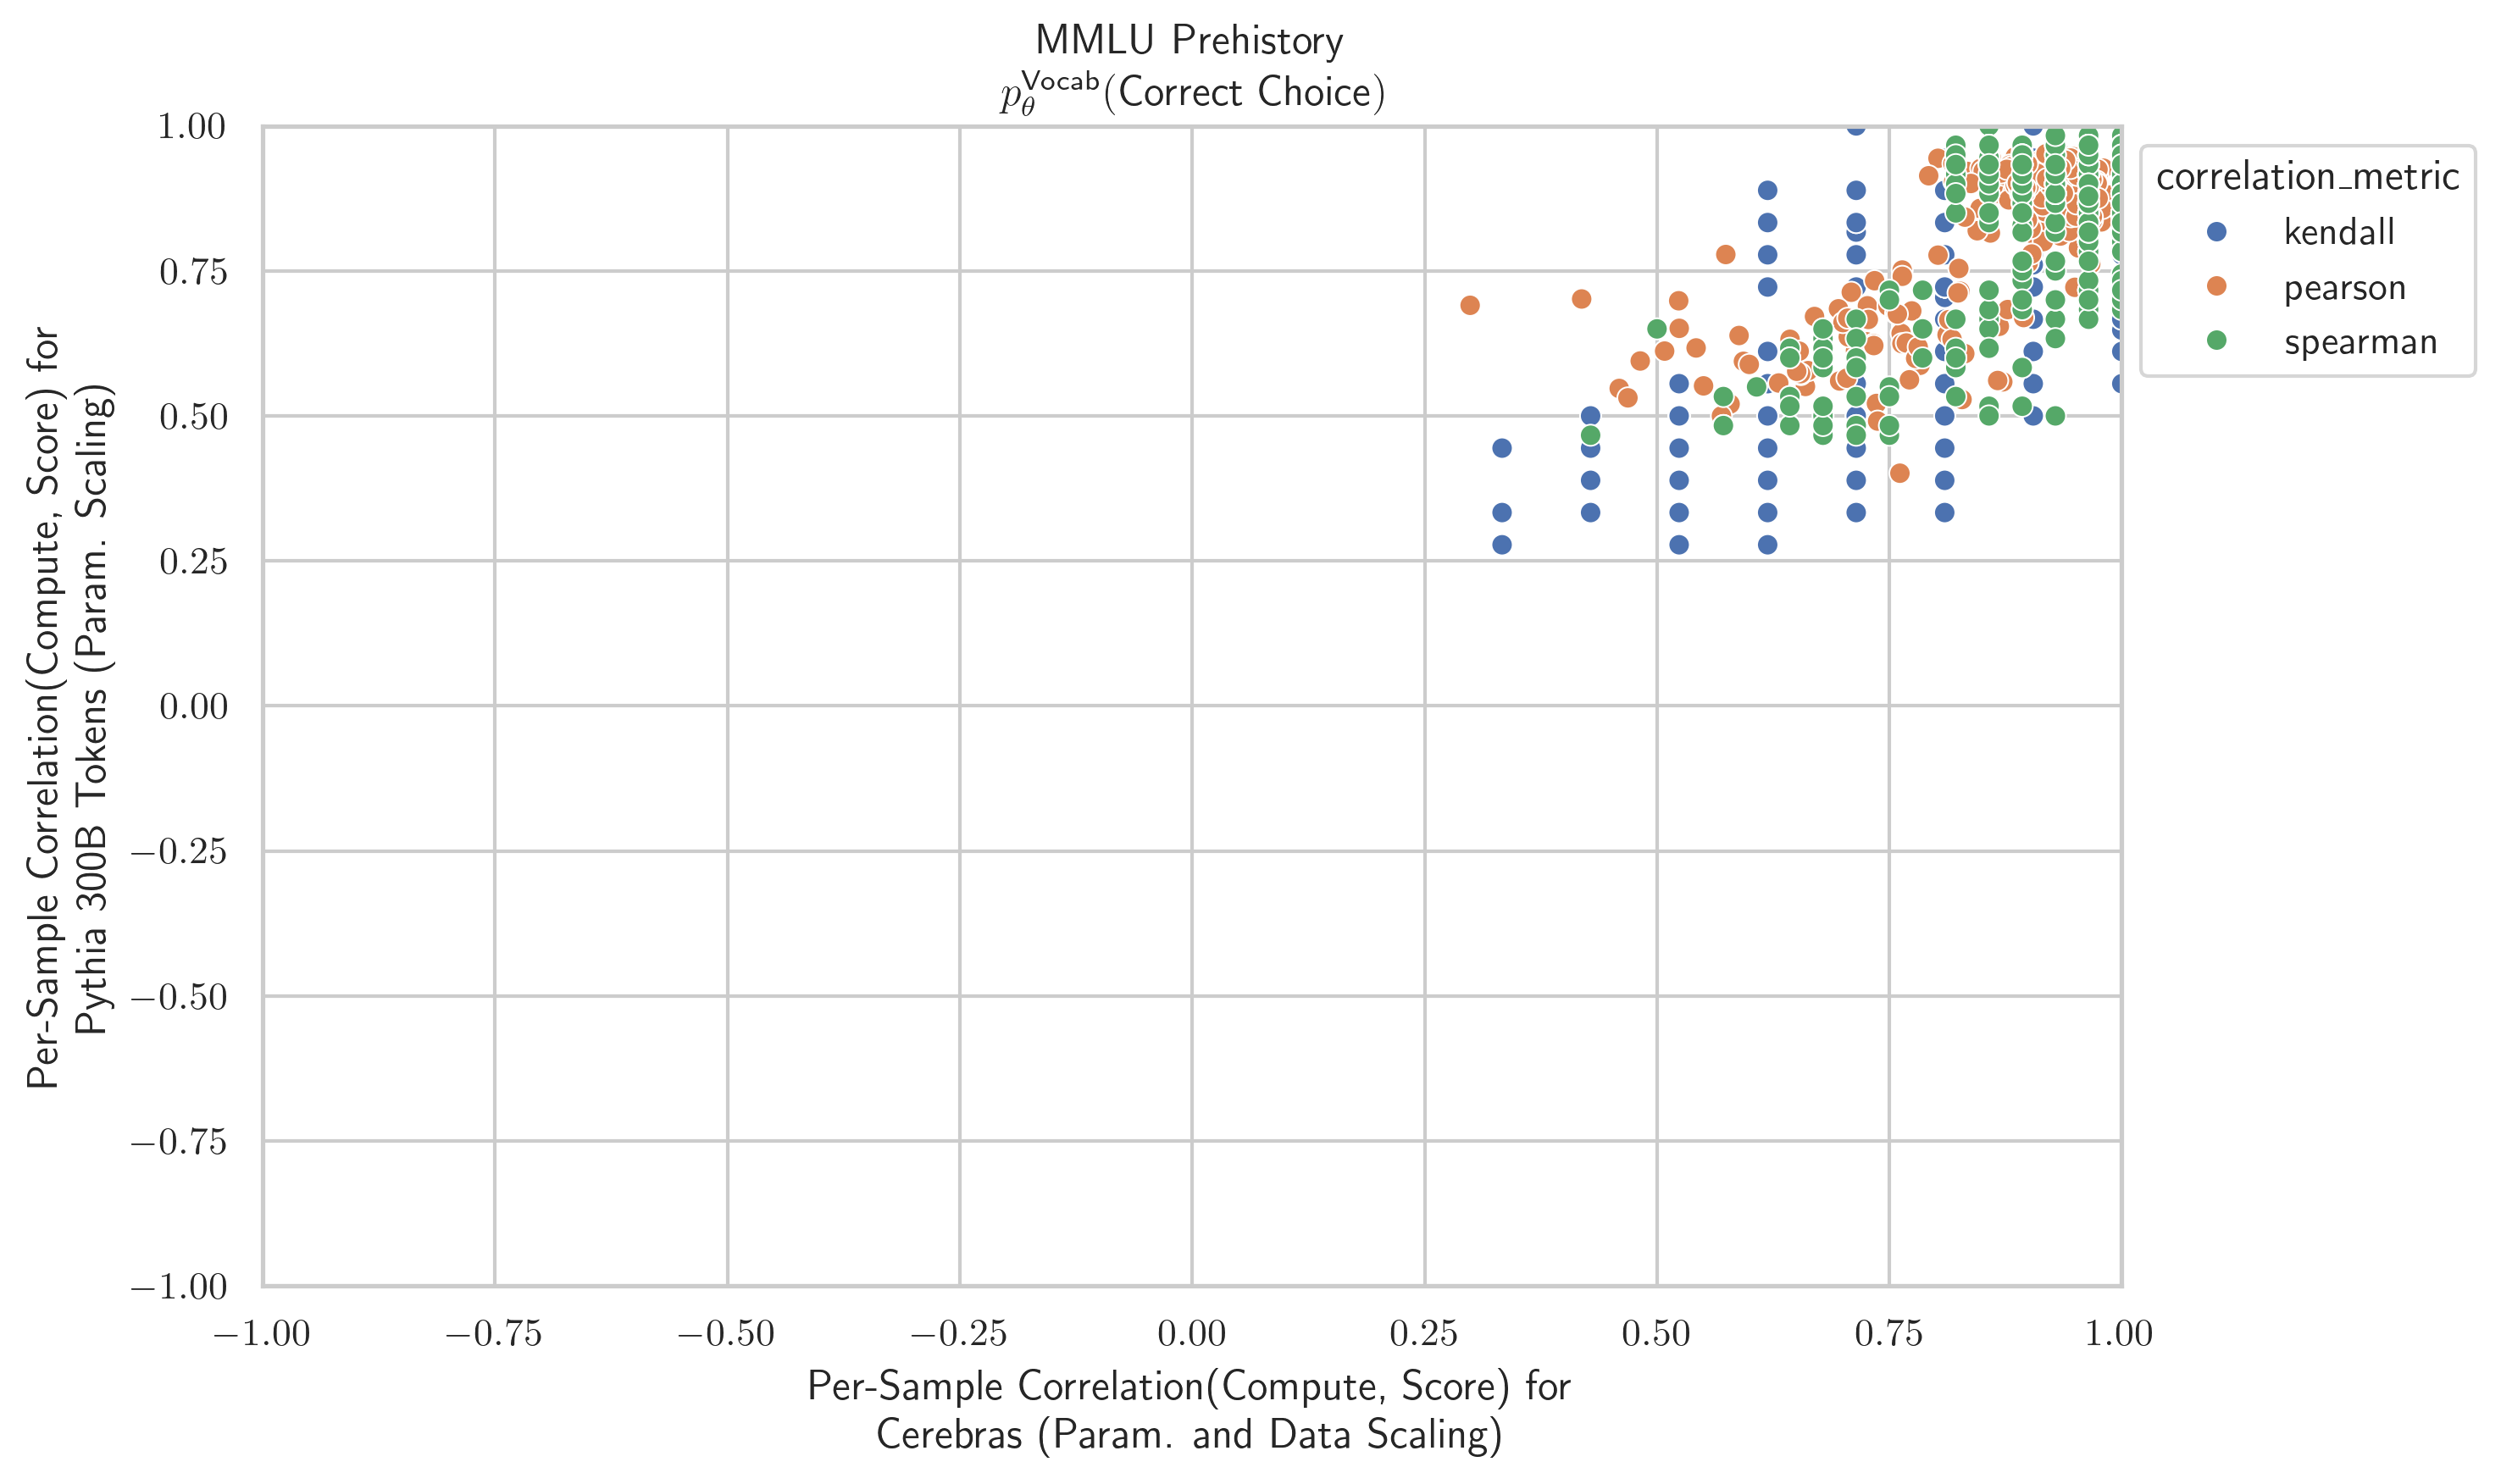 MMLU Prehistory
p_θ^Vocab(Correct Choice)
Per-Sample Correlation(Compute, Score) for
Pythia 300B Tokens (Param. Scaling)
1.00
0.75
0.50
0.25
0.00
−0.25
−0.50
−0.75
−1.00
−1.00 −0.75 −0.50 −0.25 0.00 0.25 0.50 0.75 1.00
Per-Sample Correlation(Compute, Score) for
Cerebras (Param. and Data Scaling)
correlation_metric
kendall
pearson
spearman